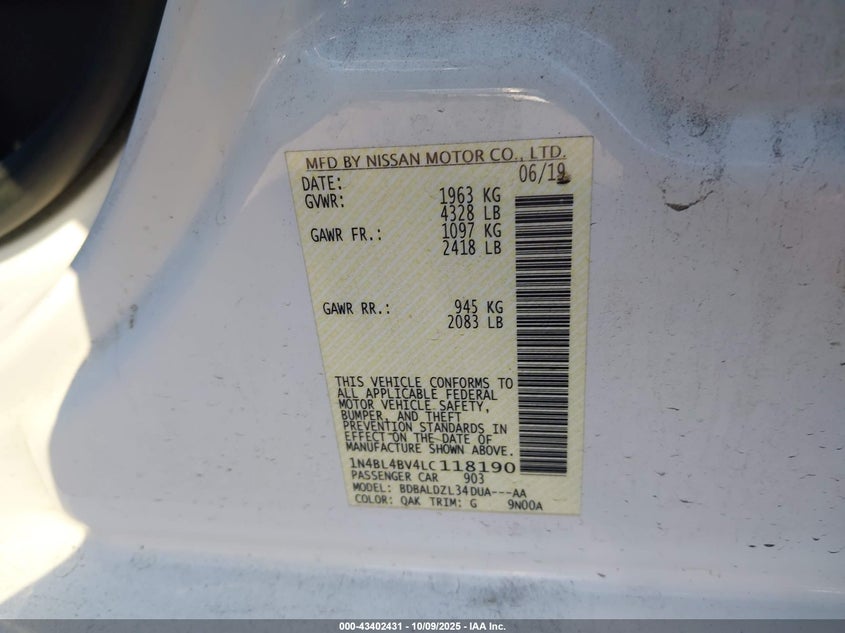 MFD BY NISSAN MOTOR CO., LTD.
DATE: 06/19
GVWR: 1963 KG
4328 LB
GAWR FR.: 1097 KG
2418 LB
GAWR RR.: 945 KG
2083 LB
THIS VEHICLE CONFORMS TO
ALL APPLICABLE FEDERAL
MOTOR VEHICLE SAFETY,
BUMPER, AND THEFT
PREVENTION STANDARDS IN
EFFECT ON THE DATE OF
MANUFACTURE SHOWN ABOVE.
1N4BL4BV4LC118190
PASSENGER CAR 903
MODEL: BDBALDZL34DUA---AA
COLOR: QAK TRIM: G 9N00A
000-43402431 - 10/09/2025 - IAA Inc.